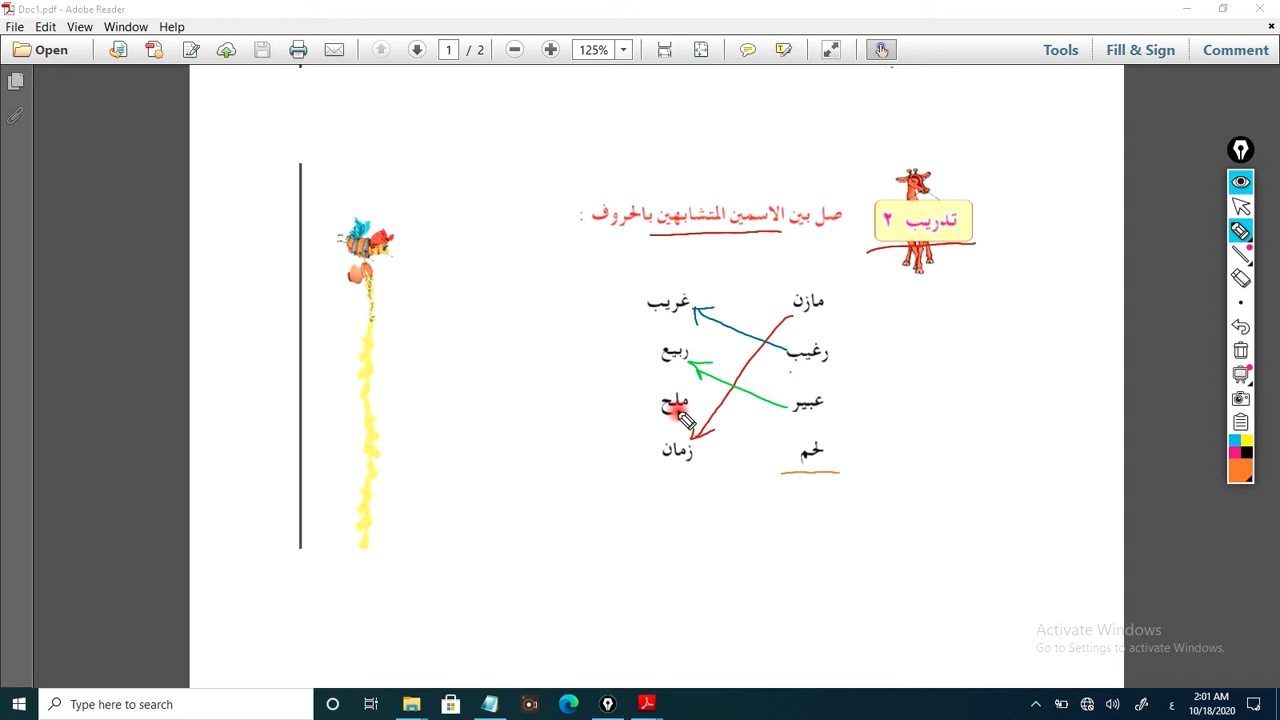 Doc1.pdf - Adobe Reader
File Edit View Window Help
Open 1 / 2 125% Tools Fill & Sign Comment
تدريب ٢
صل بين الاسمين المتشابهين بالحروف :
مازن غريب
رغيب ربيع
عبير ملح
لحم زمان
Activate Windows
Go to Settings to activate Windows.
Type here to search
ع 2:01 AM
10/18/2020